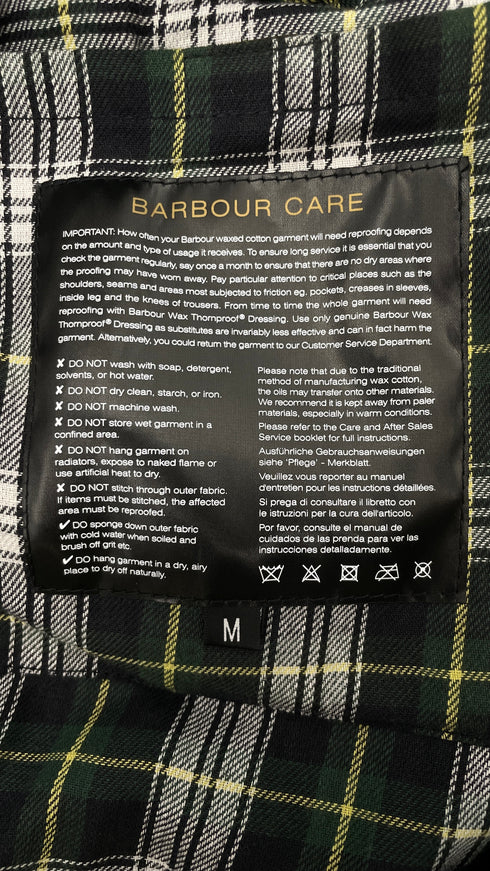 BARBOUR CARE
IMPORTANT: How often your Barbour waxed cotton garment will need reproofing depends
on the amount and type of usage it receives. To ensure long service it is essential that you
check the garment regularly, say once a month to ensure that there are no dry areas where
the proofing may have worn away. Pay particular attention to critical places such as the
shoulders, seams and areas most subjected to friction eg. pockets, creases in sleeves,
inside leg and the knees of trousers. From time to time the whole garment will need
reproofing with Barbour Wax Thornproof® Dressing. Use only genuine Barbour Wax
Thornproof® Dressing as substitutes are invariably less effective and can in fact harm the
garment. Alternatively, you could return the garment to our Customer Service Department.
✘ DO NOT wash with soap, detergent,
solvents, or hot water.
✘ DO NOT dry clean, starch, or iron.
✘ DO NOT machine wash.
✘ DO NOT store wet garment in a
confined area.
✘ DO NOT hang garment on
radiators, expose to naked flame or
use artificial heat to dry.
✘ DO NOT stitch through outer fabric.
If items must be stitched, the affected
area must be reproofed.
✔ DO sponge down outer fabric
with cold water when soiled and
brush off grit etc.
✔ DO hang garment in a dry, airy
place to dry off naturally.
Please note that due to the traditional
method of manufacturing wax cotton,
the oils may transfer onto other materials.
We recommend it is kept away from paler
materials, especially in warm conditions.
Please refer to the Care and After Sales
Service booklet for full instructions.
Ausführliche Gebrauchsanweisungen
siehe 'Pflege' - Merkblatt.
Veuillez vous reporter au manuel
d'entretien pour les instructions détaillées.
Si prega di consultare il libretto con
le istruzioni per la cura dell'articolo.
Por favor, consulte el manual de
cuidados de las prenda para ver las
instrucciones detalladamente.
M